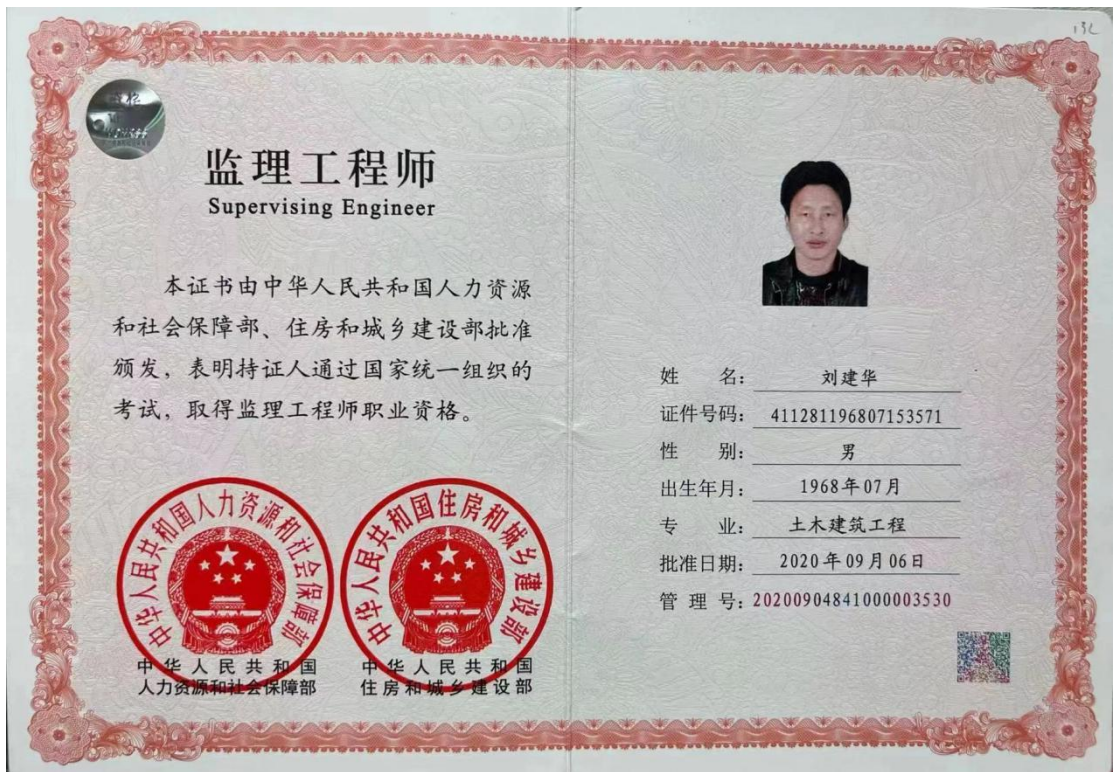 132
监理工程师
Supervising Engineer
本证书由中华人民共和国人力资源
和社会保障部、住房和城乡建设部批准
颁发，表明持证人通过国家统一组织的
考试，取得监理工程师职业资格。
中华人民共和国人力资源和社会保障部
中华人民共和国住房和城乡建设部
中华人民共和国
人力资源和社会保障部
中华人民共和国
住房和城乡建设部
姓 名： 刘建华
证件号码： 411281196807153571
性 别： 男
出生年月： 1968年07月
专 业： 土木建筑工程
批准日期： 2020年09月06日
管 理 号： 20200904841000003530